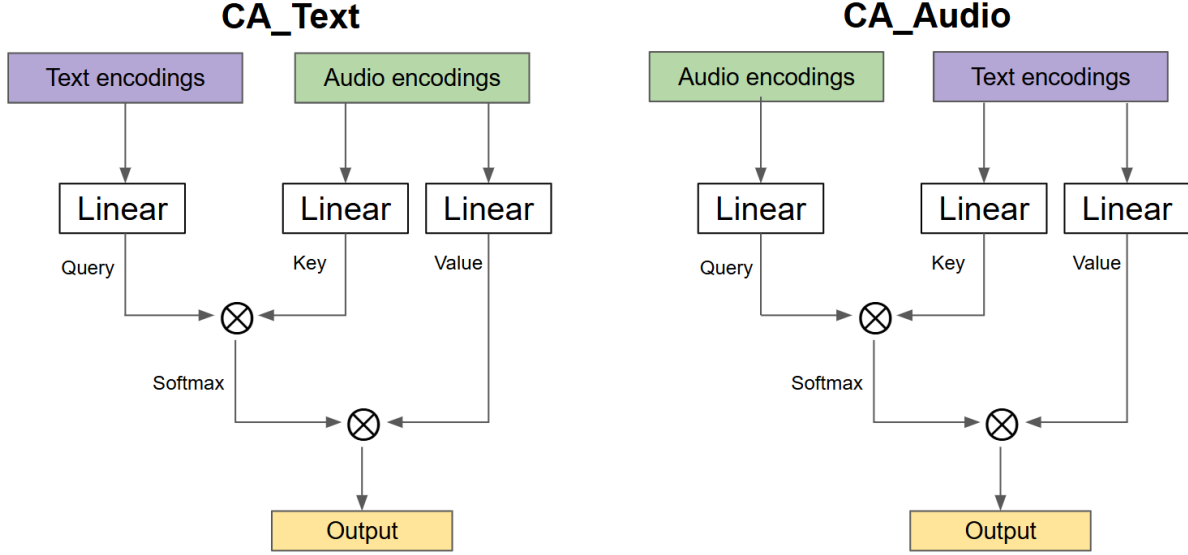 CA_Text
Text encodings
Audio encodings
Linear
Linear
Linear
Query
Key
Value
Softmax
Output
CA_Audio
Audio encodings
Text encodings
Linear
Linear
Linear
Query
Key
Value
Softmax
Output